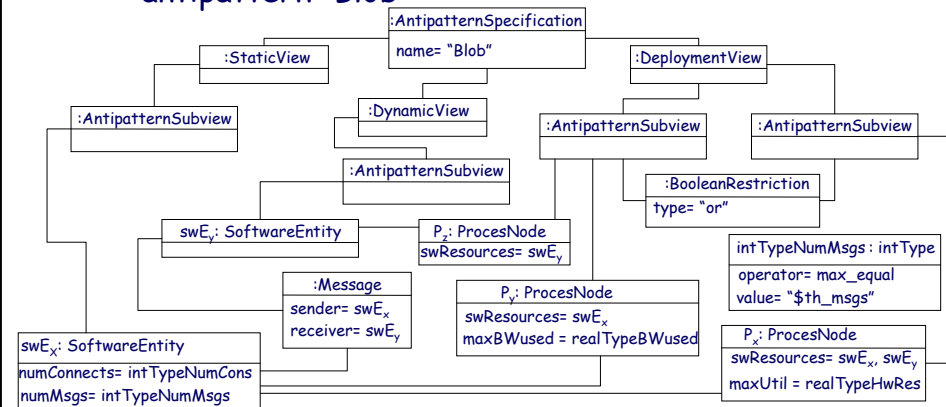 antipattern "Blob"
:AntipatternSpecification
name= “Blob”
:StaticView
:DeploymentView
:DynamicView
:AntipatternSubview
:AntipatternSubview
:AntipatternSubview
:AntipatternSubview
:BooleanRestriction
type= “or”
swEy: SoftwareEntity
Pz: ProcesNode
swResources= swEy
intTypeNumMsgs: intType
operator= max_equal
value= “$th_msgs”
:Message
sender= swEx
receiver= swEy
Py: ProcesNode
swResources= swEx
maxBWused = realTypeBWused
Px: ProcesNode
swResources= swEx, swEy
maxUtil = realTypeHwRes
swEx: SoftwareEntity
numConnects= intTypeNumCons
numMsgs= intTypeNumMsgs